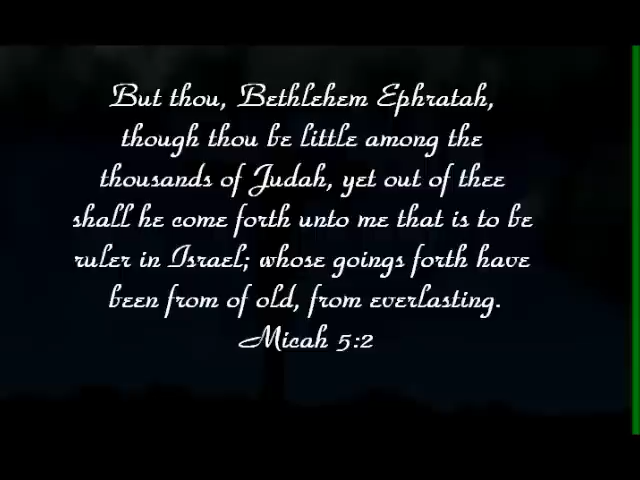 But thou, Bethlehem Ephratah,
though thou be little among the
thousands of Judah, yet out of thee
shall he come forth unto me that is to be
ruler in Israel; whose goings forth have
been from of old, from everlasting.
Micah 5:2